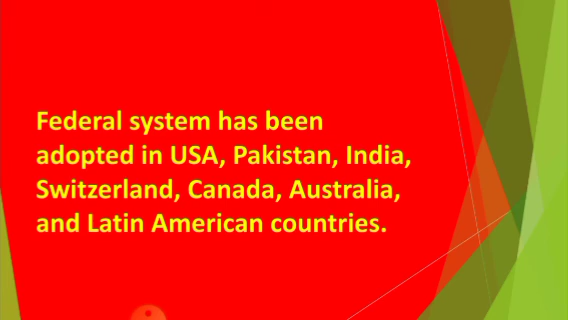 Federal system has been
adopted in USA, Pakistan, India,
Switzerland, Canada, Australia,
and Latin American countries.